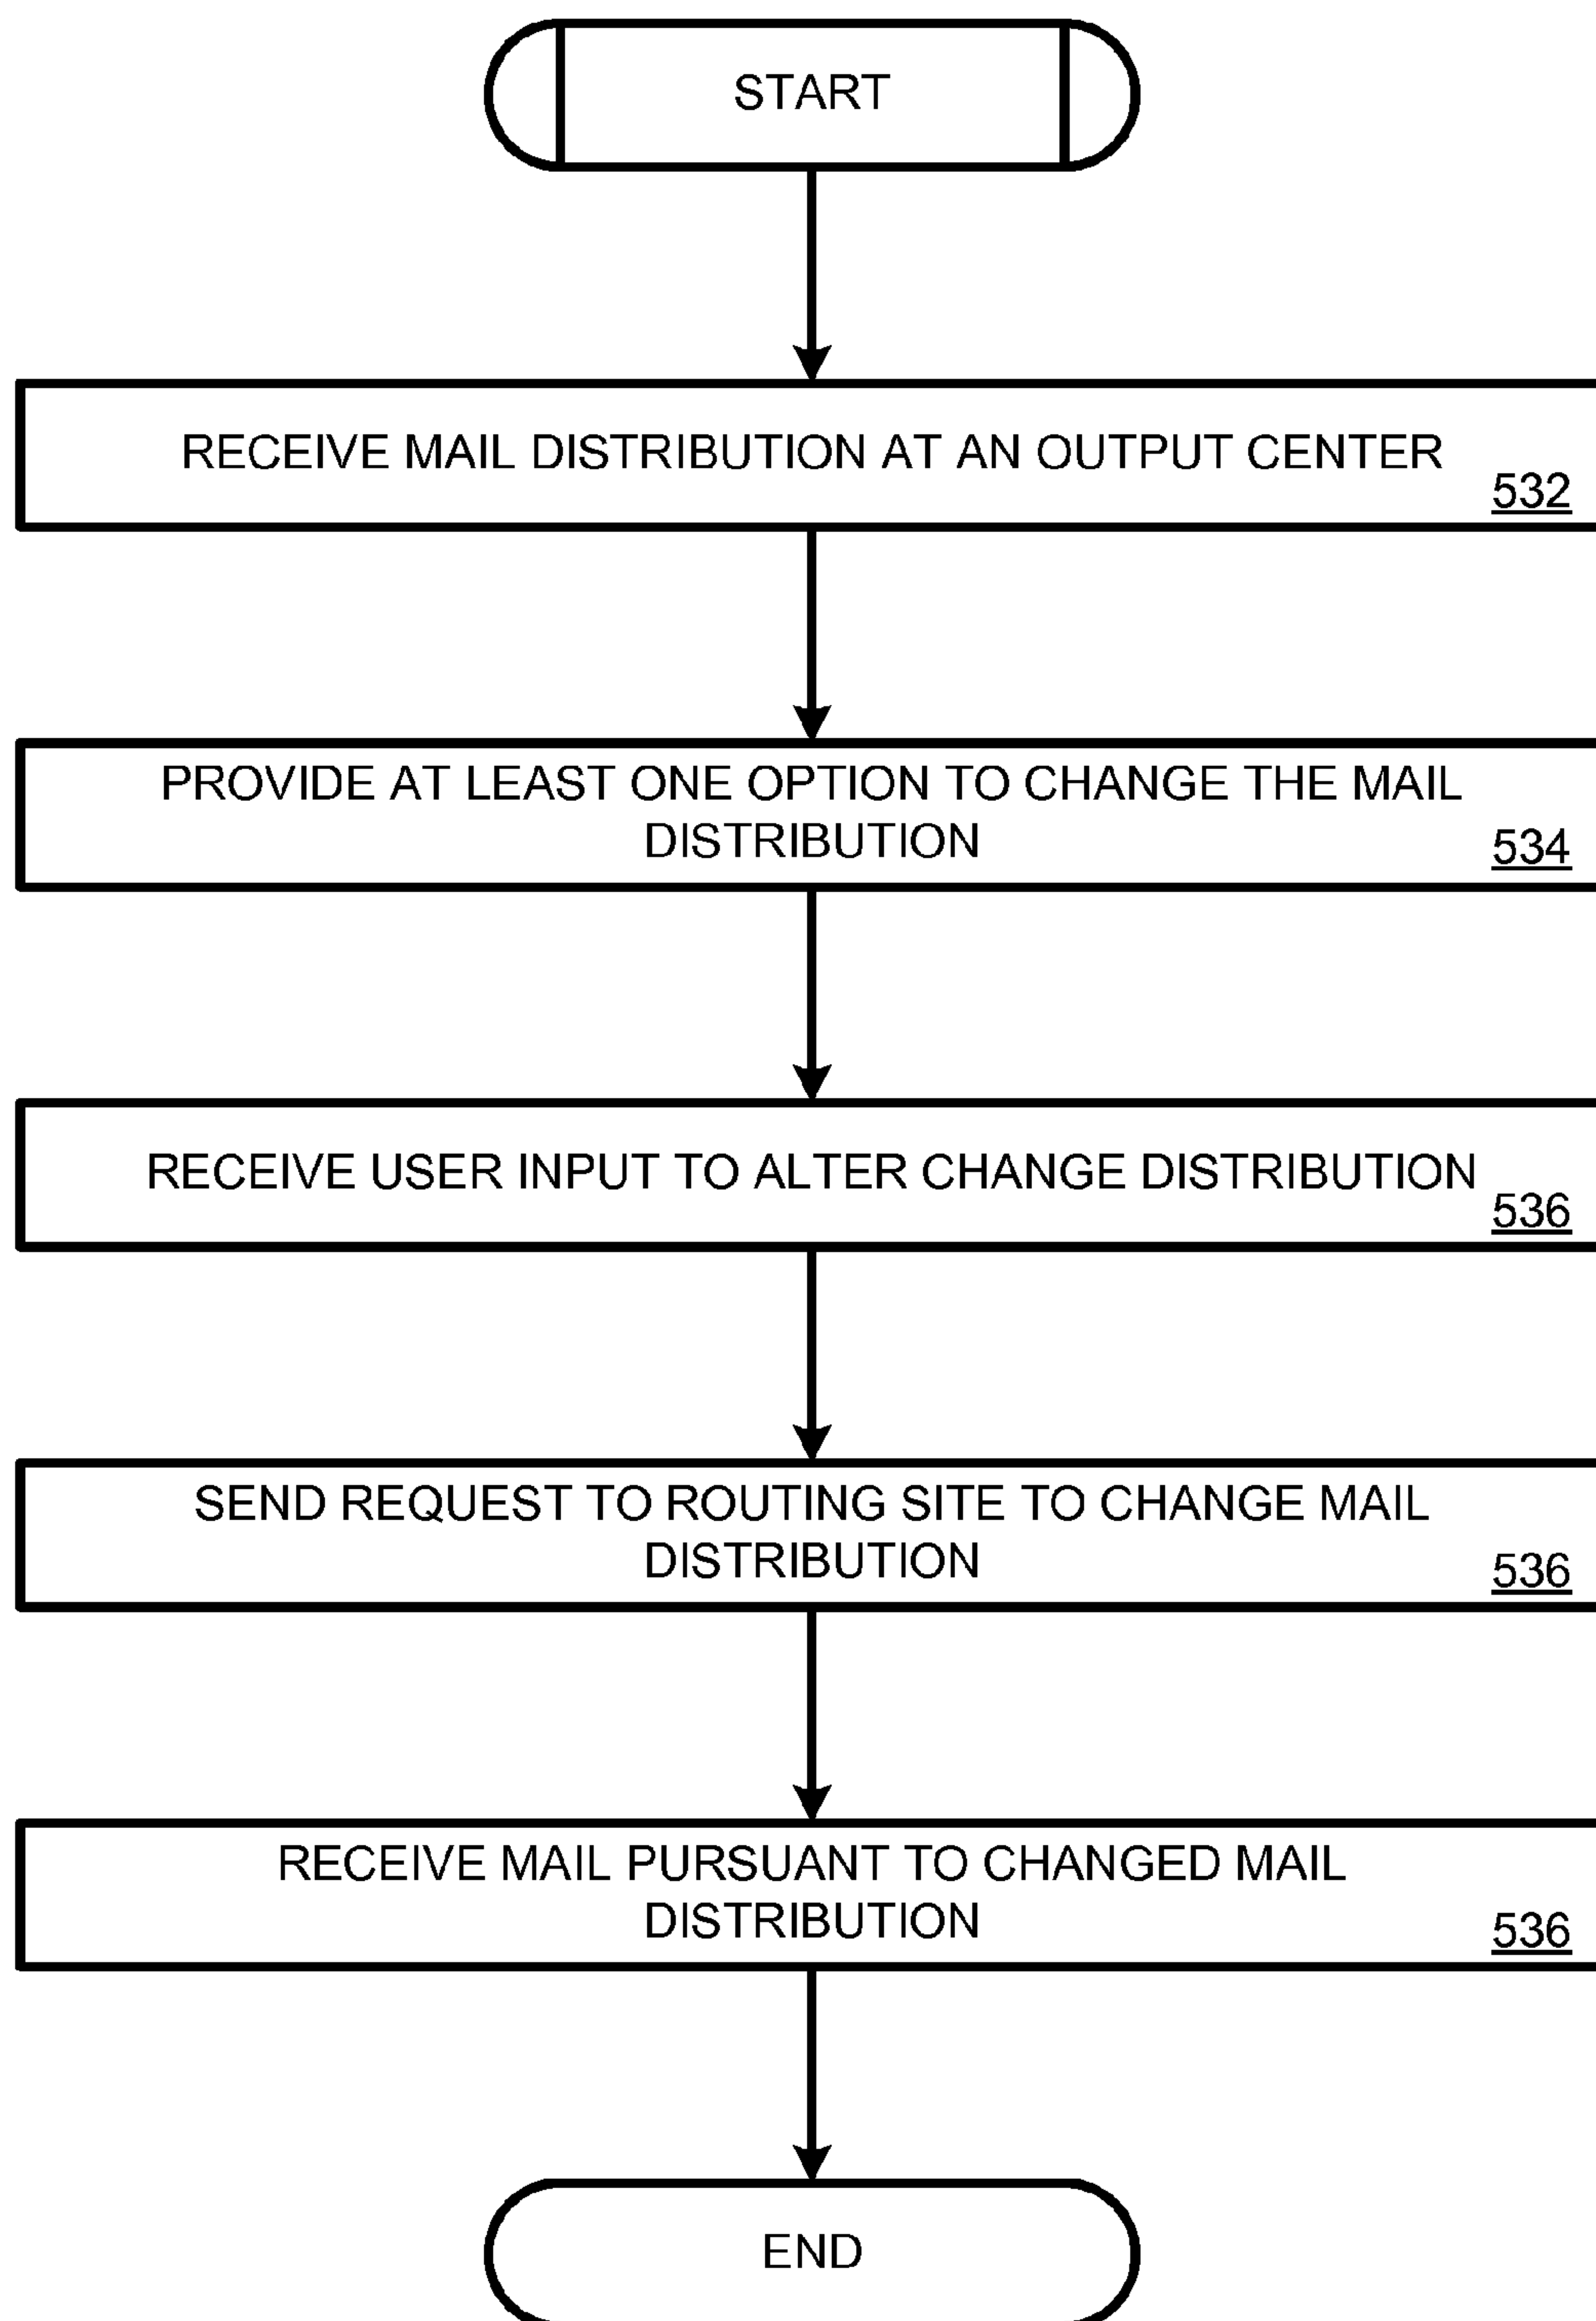 START
RECEIVE MAIL DISTRIBUTION AT AN OUTPUT CENTER
532
PROVIDE AT LEAST ONE OPTION TO CHANGE THE MAIL
DISTRIBUTION
534
RECEIVE USER INPUT TO ALTER CHANGE DISTRIBUTION
536
SEND REQUEST TO ROUTING SITE TO CHANGE MAIL
DISTRIBUTION
536
RECEIVE MAIL PURSUANT TO CHANGED MAIL
DISTRIBUTION
536
END